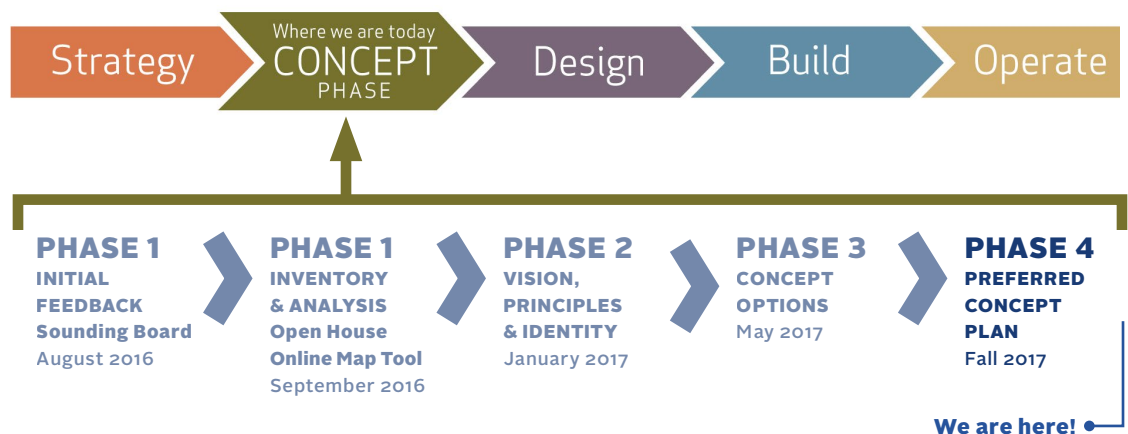 Strategy
Where we are today
CONCEPT
PHASE
Design
Build
Operate
PHASE 1
INITIAL
FEEDBACK
Sounding Board
August 2016
PHASE 1
INVENTORY
& ANALYSIS
Open House
Online Map Tool
September 2016
PHASE 2
VISION,
PRINCIPLES
& IDENTITY
January 2017
PHASE 3
CONCEPT
OPTIONS
May 2017
PHASE 4
PREFERRED
CONCEPT
PLAN
Fall 2017
We are here!